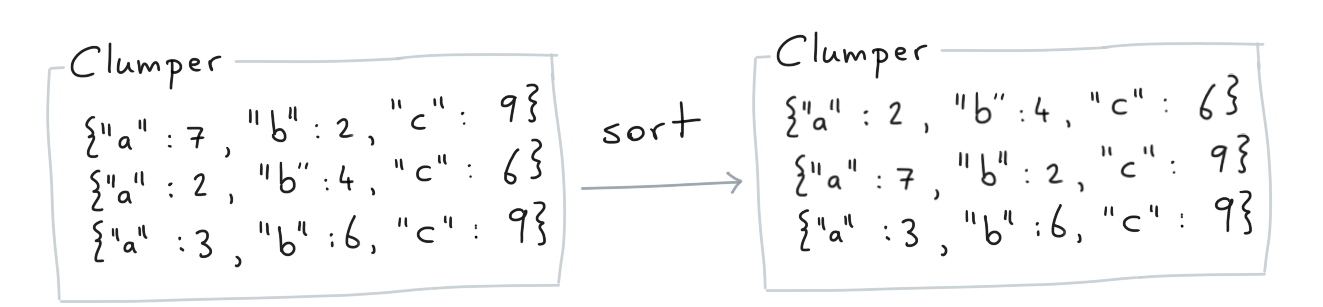 Clumper
{"a" : 7, "b" : 2, "c" : 9}
{"a" : 2, "b" : 4, "c" : 6}
{"a" : 3, "b" : 6, "c" : 9}
sort
Clumper
{"a" : 2, "b" : 4, "c" : 6}
{"a" : 7, "b" : 2, "c" : 9}
{"a" : 3, "b" : 6, "c" : 9}